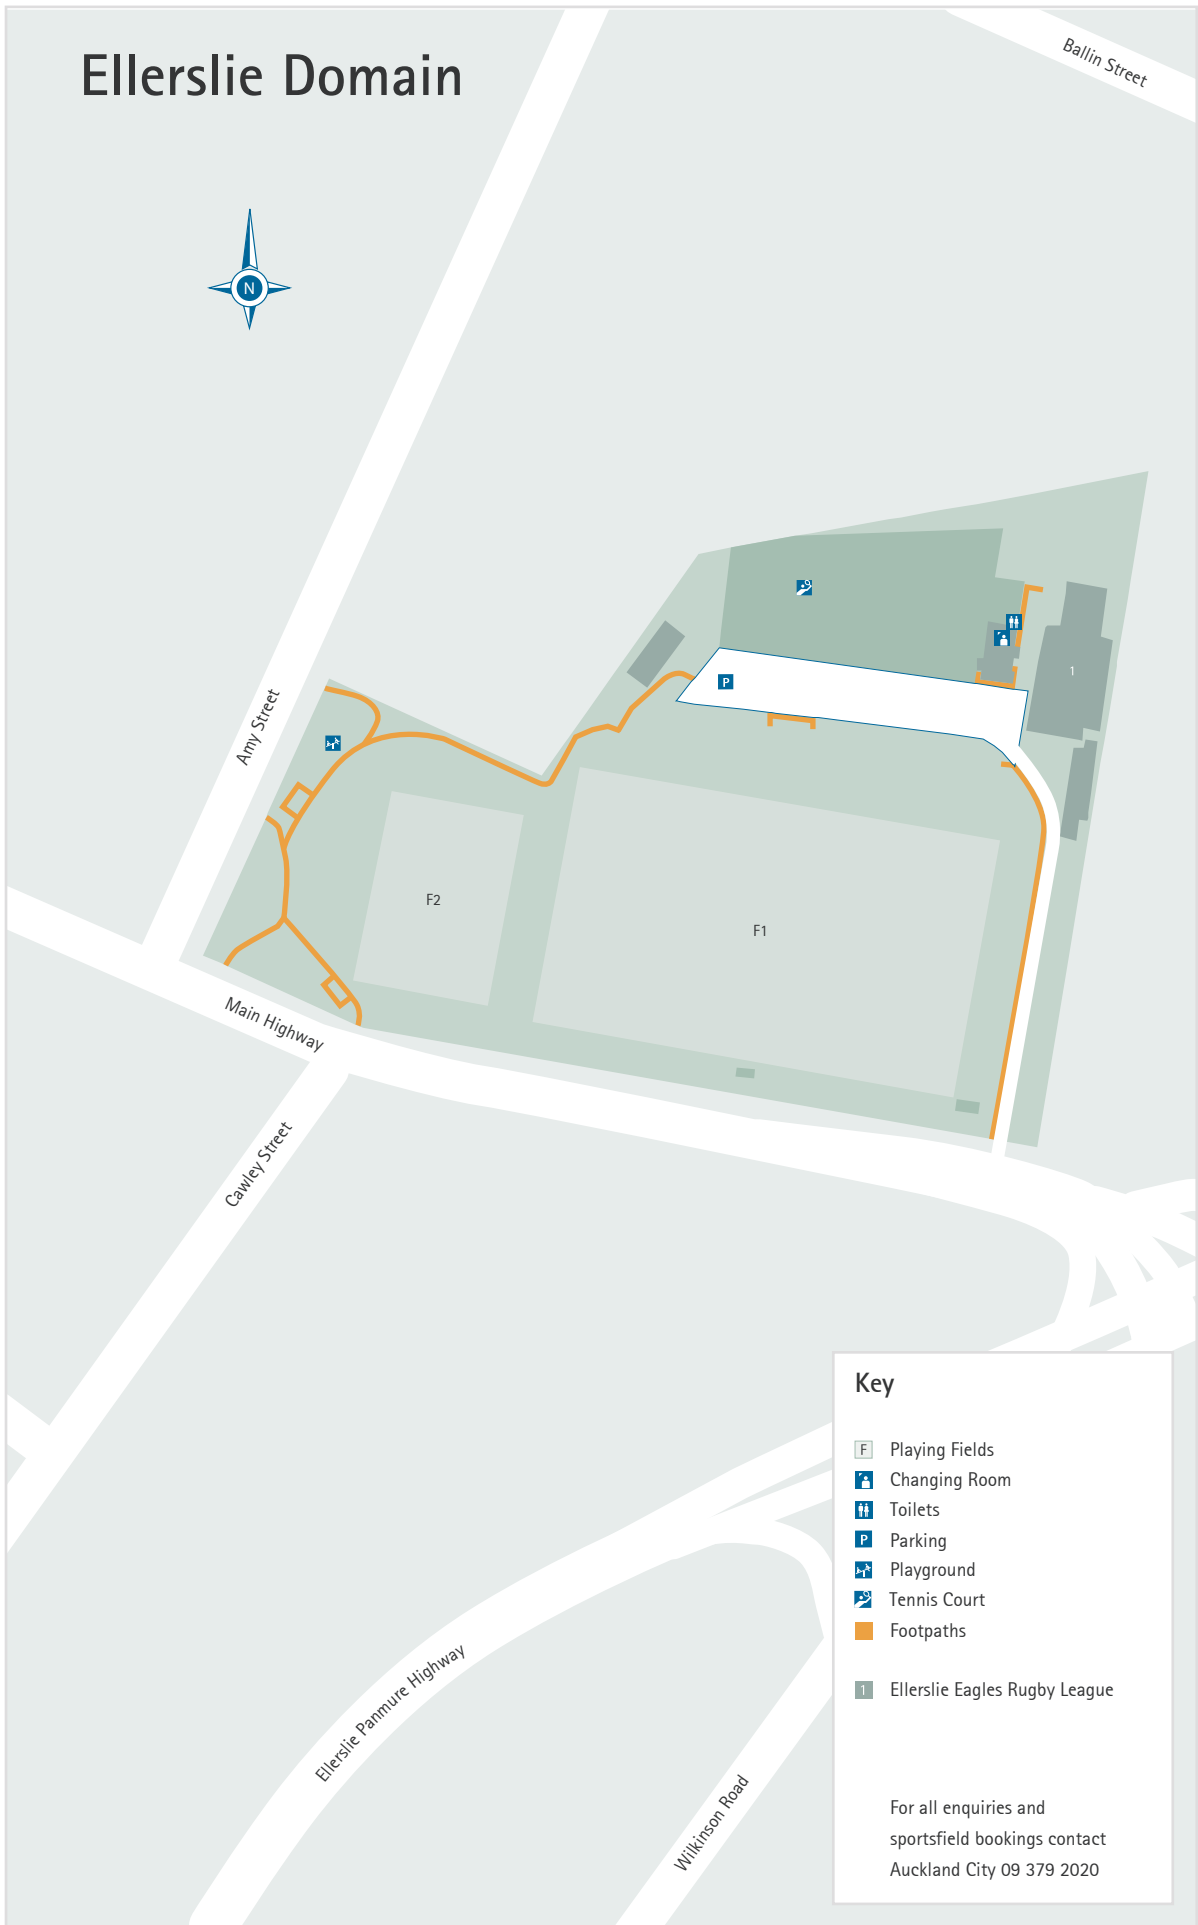 Ellerslie Domain
Ballin Street
N
Amy Street
1
P
F2
F1
Main Highway
Cawley Street
Ellerslie Panmure Highway
Wilkinson Road
Key
F Playing Fields
Changing Room
Toilets
P Parking
Playground
Tennis Court
Footpaths
1 Ellerslie Eagles Rugby League
For all enquiries and
sportsfield bookings contact
Auckland City 09 379 2020